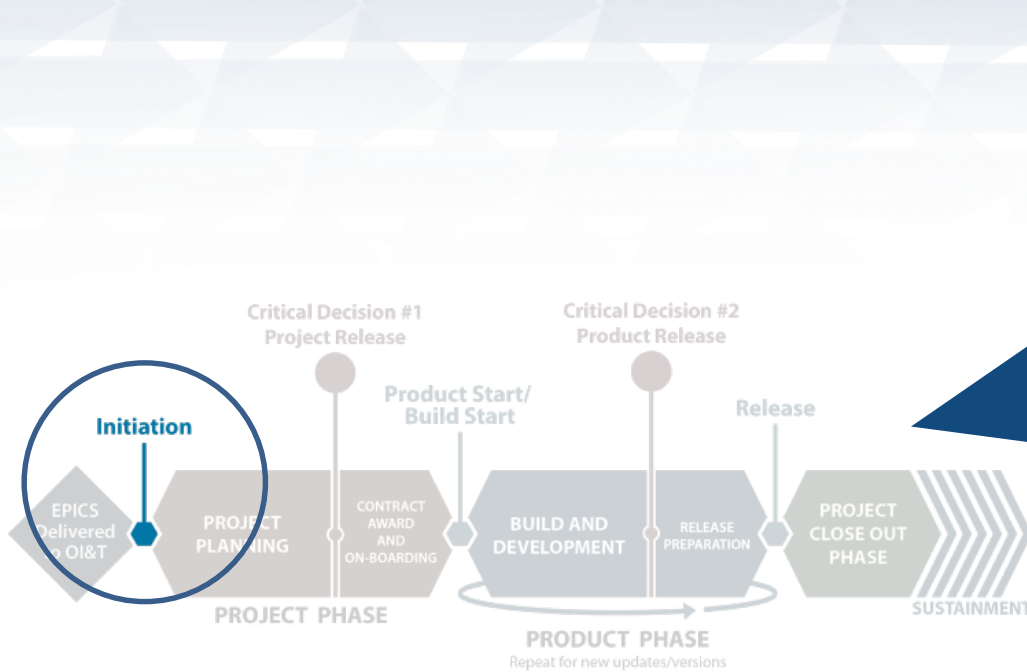 Critical Decision #1
Project Release
Critical Decision #2
Product Release
Product Start/
Build Start
Release
Initiation
EPICS
Delivered
to OI&T
PROJECT
PLANNING
CONTRACT
AWARD
AND
ON-BOARDING
BUILD AND
DEVELOPMENT
RELEASE
PREPARATION
PROJECT
CLOSE OUT
PHASE
SUSTAINMENT
PROJECT PHASE
PRODUCT PHASE
Repeat for new updates/versions